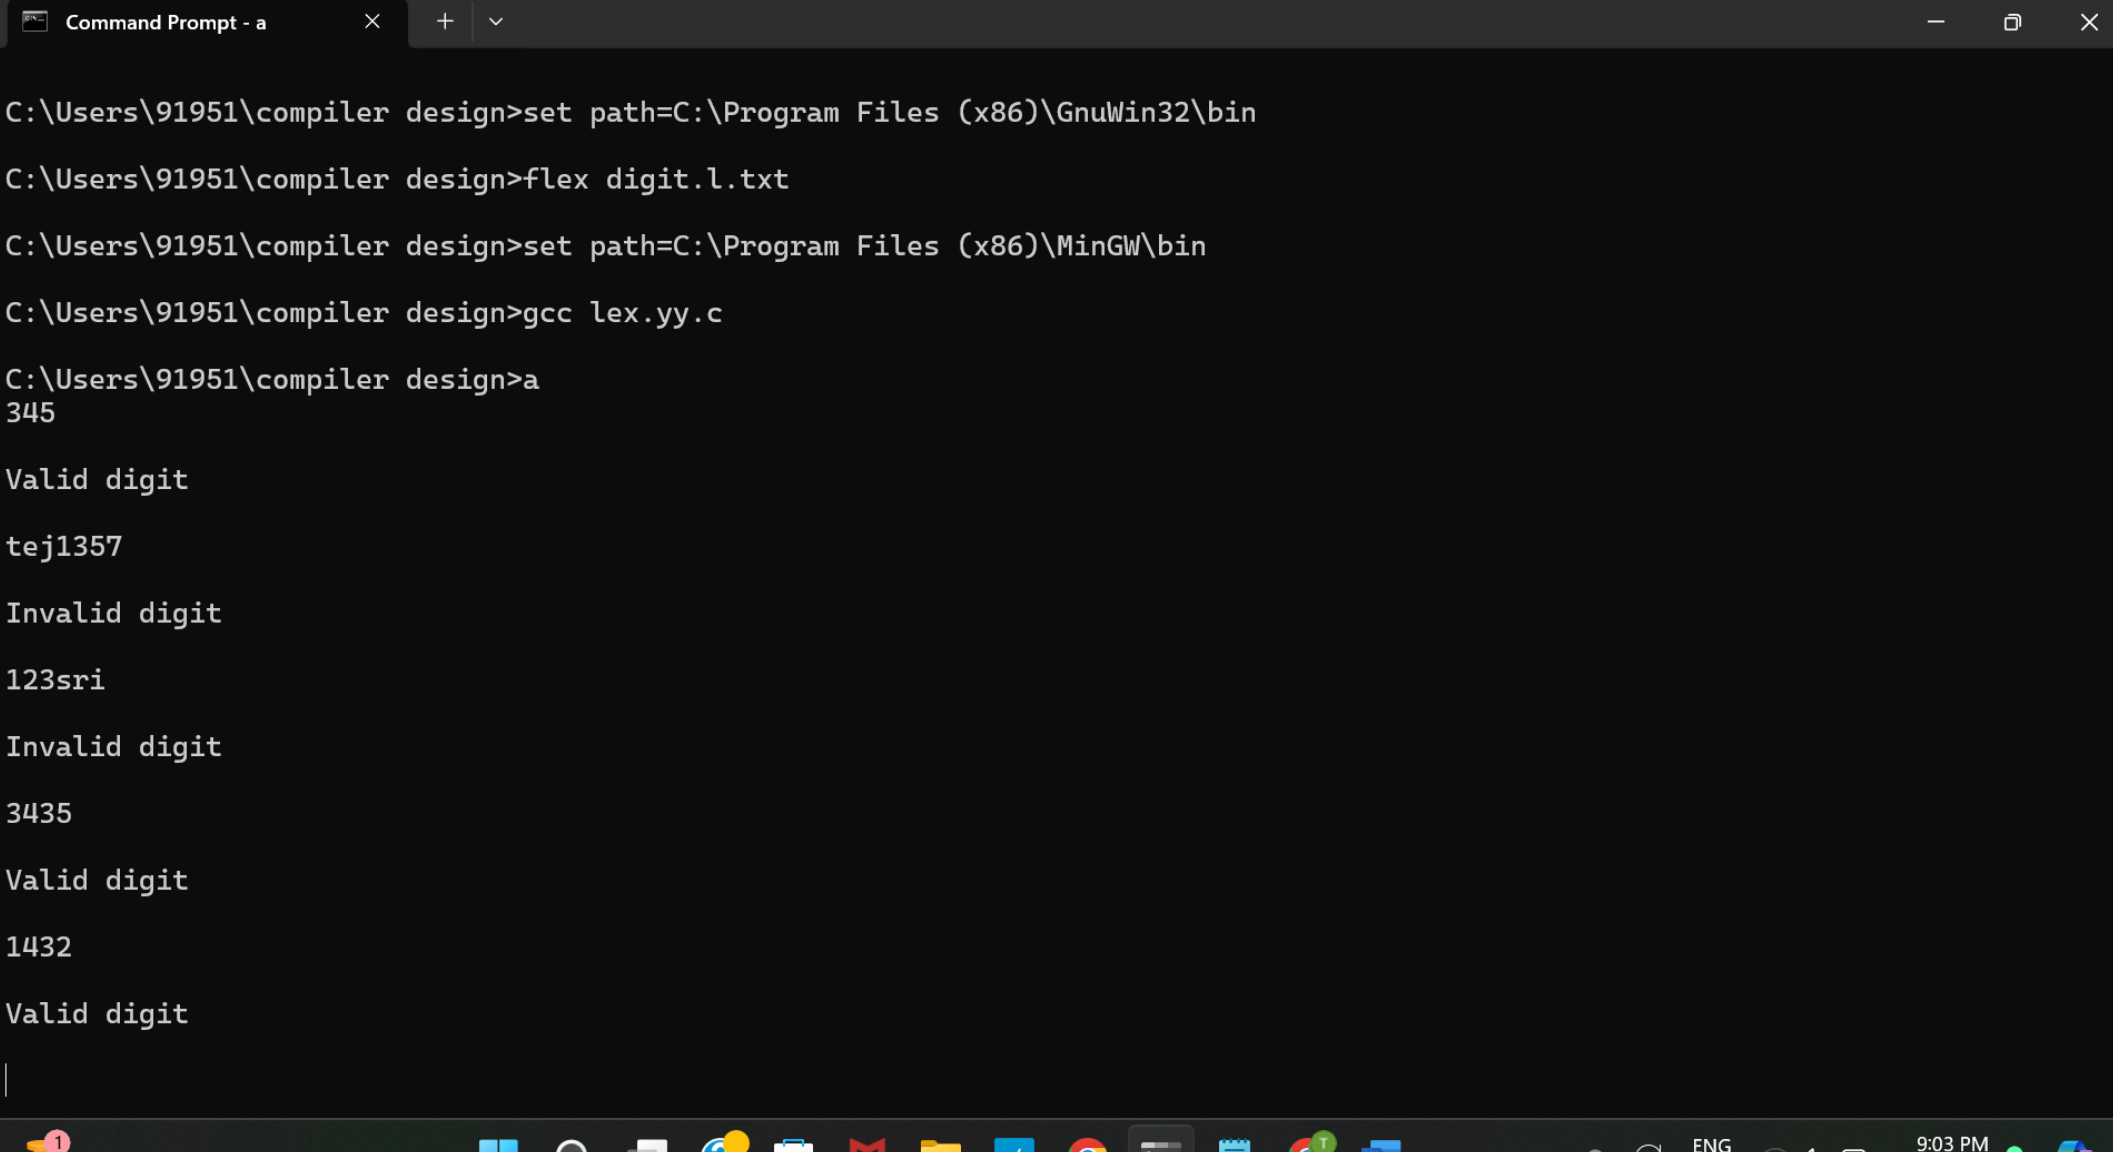 Command Prompt - a
C:\Users\91951\compiler design>set path=C:\Program Files (x86)\GnuWin32\bin
C:\Users\91951\compiler design>flex digit.l.txt
C:\Users\91951\compiler design>set path=C:\Program Files (x86)\MinGW\bin
C:\Users\91951\compiler design>gcc lex.yy.c
C:\Users\91951\compiler design>a
345
Valid digit
tej1357
Invalid digit
123sri
Invalid digit
3435
Valid digit
1432
Valid digit
1
T
ENG
9:03 PM